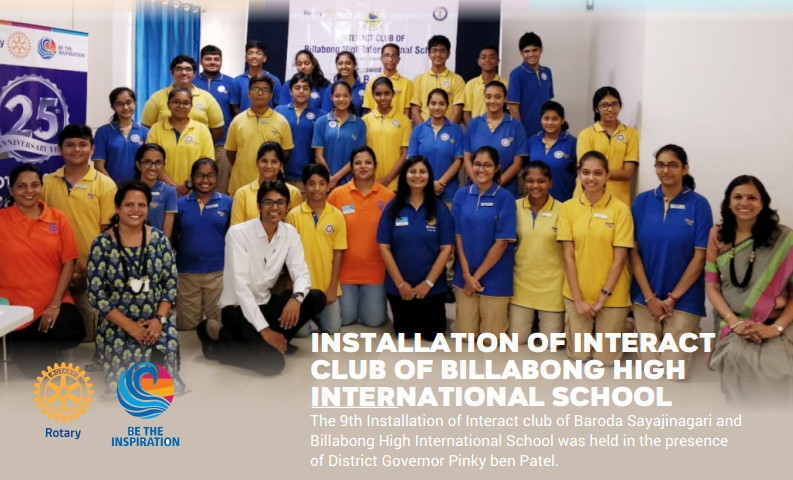 Rotary
BE THE
INSPIRATION
25th
ANNIVERSARY
Rotary
INTERACT CLUB OF
Billabong High International School
INSTALLATION OF INTERACT
CLUB OF BILLABONG HIGH
INTERNATIONAL SCHOOL
The 9th Installation of Interact club of Baroda Sayajinagari and
Billabong High International School was held in the presence
of District Governor Pinky ben Patel.
Rotary
BE THE
INSPIRATION